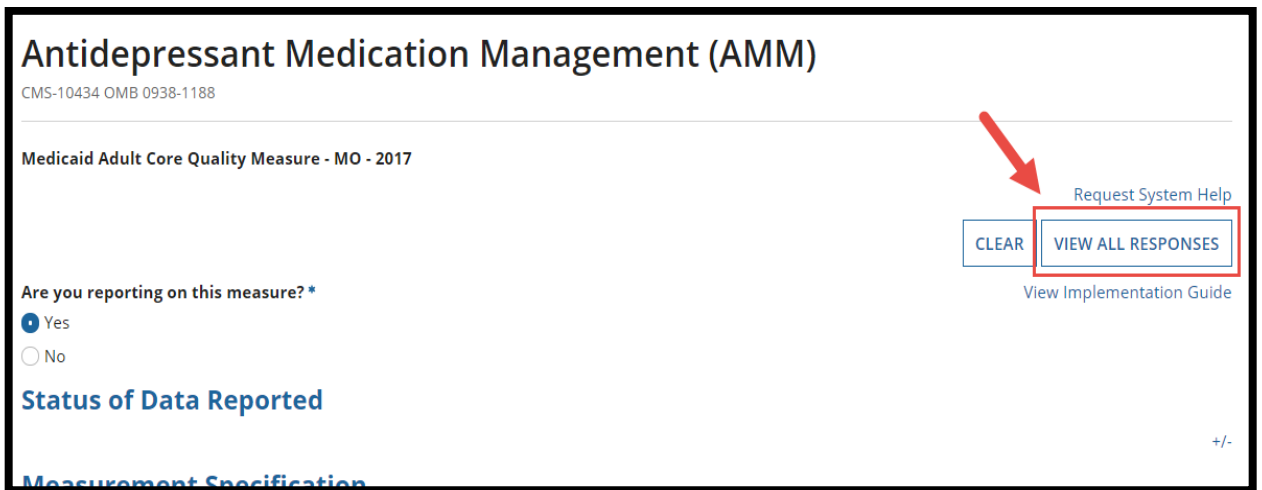 Antidepressant Medication Management (AMM)
CMS-10434 OMB 0938-1188
Medicaid Adult Core Quality Measure - MO - 2017
Request System Help
CLEAR
VIEW ALL RESPONSES
Are you reporting on this measure? *
View Implementation Guide
Yes
No
Status of Data Reported
+/-
Measurement Specification